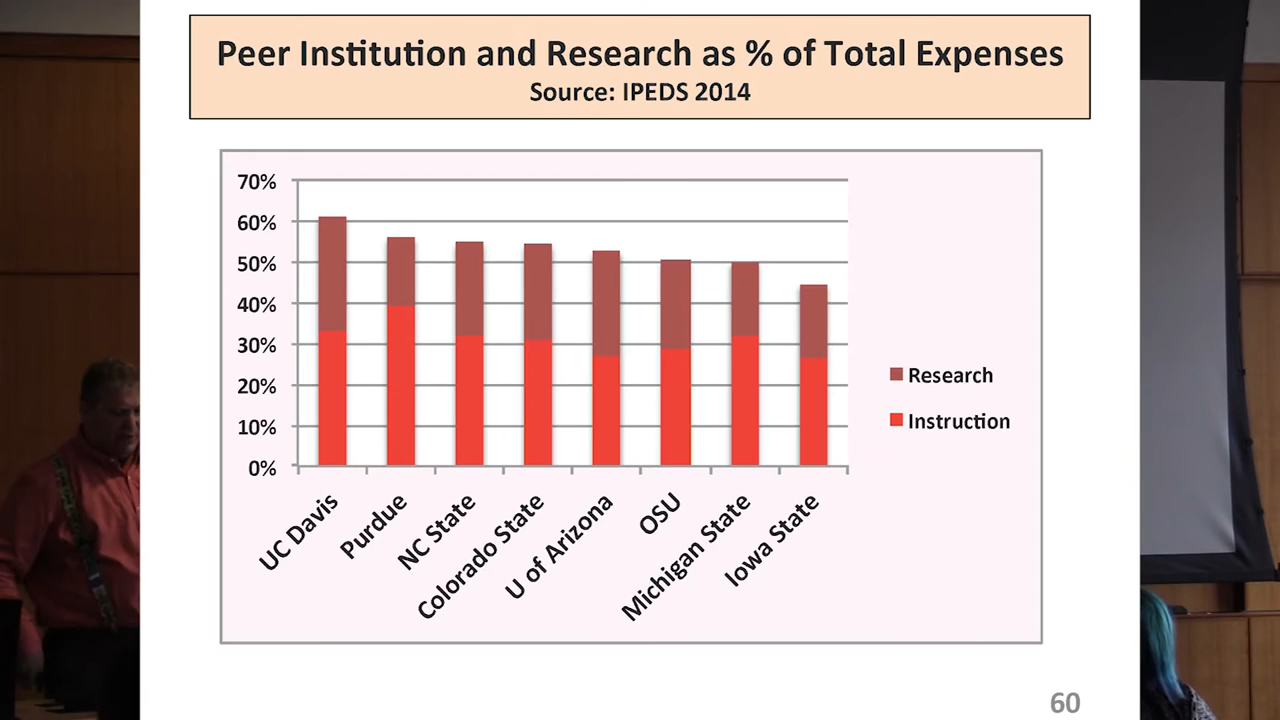 Peer Institution and Research as % of Total Expenses
Source: IPEDS 2014
70%
60%
50%
40%
30%
20%
10%
0%
UC Davis
Purdue
NC State
Colorado State
U of Arizona
OSU
Michigan State
Iowa State
Research
Instruction
60